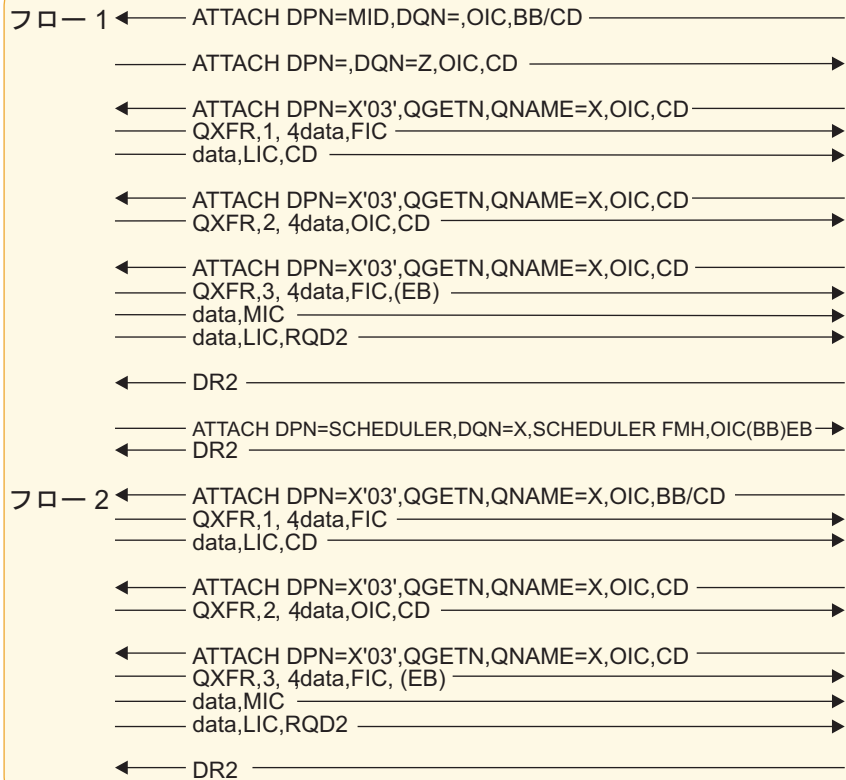 フロー 1 ATTACH DPN=MID,DQN=,OIC,BB/CD
ATTACH DPN=,DQN=Z,OIC,CD
ATTACH DPN=X'03',QGETN,QNAME=X,OIC,CD
QXFR,1, 4data,FIC
data,LIC,CD
ATTACH DPN=X'03',QGETN,QNAME=X,OIC,CD
QXFR,2, 4data,OIC,CD
ATTACH DPN=X'03',QGETN,QNAME=X,OIC,CD
QXFR,3, 4data,FIC,(EB)
data,MIC
data,LIC,RQD2
DR2
ATTACH DPN=SCHEDULER,DQN=X,SCHEDULER FMH,OIC(BB)EB
DR2
フロー 2 ATTACH DPN=X'03',QGETN,QNAME=X,OIC,BB/CD
QXFR,1, 4data,FIC
data,LIC,CD
ATTACH DPN=X'03',QGETN,QNAME=X,OIC,CD
QXFR,2, 4data,OIC,CD
ATTACH DPN=X'03',QGETN,QNAME=X,OIC,CD
QXFR,3, 4data,FIC, (EB)
data,MIC
data,LIC,RQD2
DR2